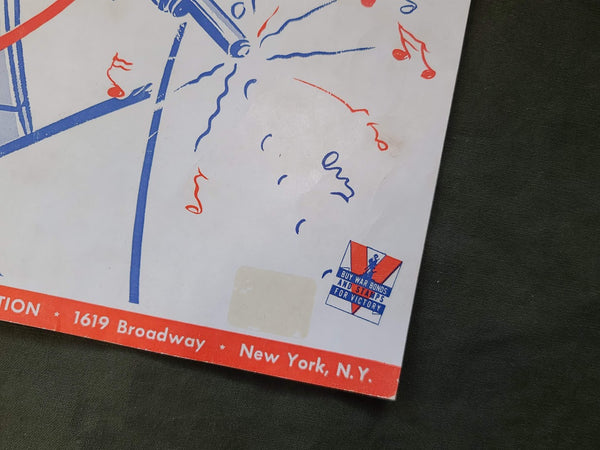 BUY WAR BONDS
AND STAMPS
FOR VICTORY
TION ★ 1619 Broadway ★ New York, N.Y.